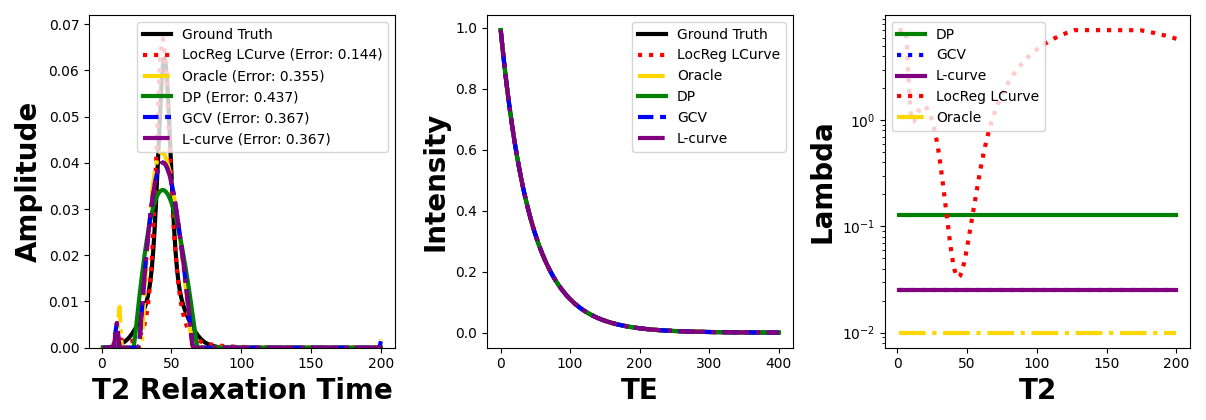 0.07
0.06
0.05
0.04
0.03
0.02
0.01
0.00
Amplitude
Ground Truth
LocReg LCurve (Error: 0.144)
Oracle (Error: 0.355)
DP (Error: 0.437)
GCV (Error: 0.367)
L-curve (Error: 0.367)
0 50 100 150 200
T2 Relaxation Time
1.0
0.8
0.6
0.4
0.2
0.0
Intensity
Ground Truth
LocReg LCurve
Oracle
DP
GCV
L-curve
0 100 200 300 400
TE
10⁰
10⁻¹
10⁻²
Lambda
DP
GCV
L-curve
LocReg LCurve
Oracle
0 50 100 150 200
T2